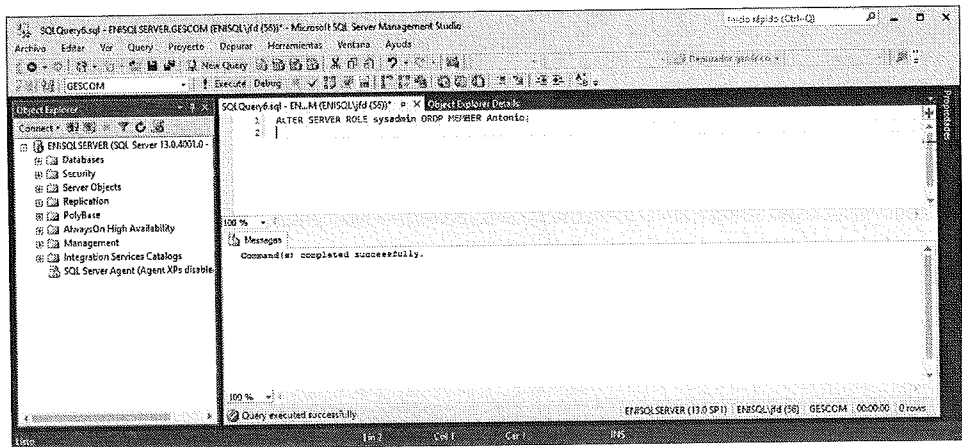 SQLQuery6.sql - ENISQLSERVER.GESCOM (ENISQL\jfd (56))* - Microsoft SQL Server Management Studio
Inicio rápido (Ctrl+Q)
Archivo Editar Ver Query Proyecto Depurar Herramientas Ventana Ayuda
New Query
GESCOM Execute Debug
Object Explorer
SQLQuery6.sql - EN...M (ENISQL\jfd (56))* Object Explorer Details
Propiedades
Connect
1 ALTER SERVER ROLE sysadmin DROP MEMBER Antonio;
2
ENISQLSERVER (SQL Server 13.0.4001.0 -
Databases
Security
Server Objects
Replication
PolyBase
AlwaysOn High Availability
Management
Integration Services Catalogs
SQL Server Agent (Agent XPs disable
100 %
Messages
Command(s) completed successfully.
100 %
Query executed successfully.
ENISQLSERVER (13.0 SP1) ENISQL\jfd (56) GESCOM 00:00:00 0 rows
Listo
Lín 2 Col 1 Car 1 INS